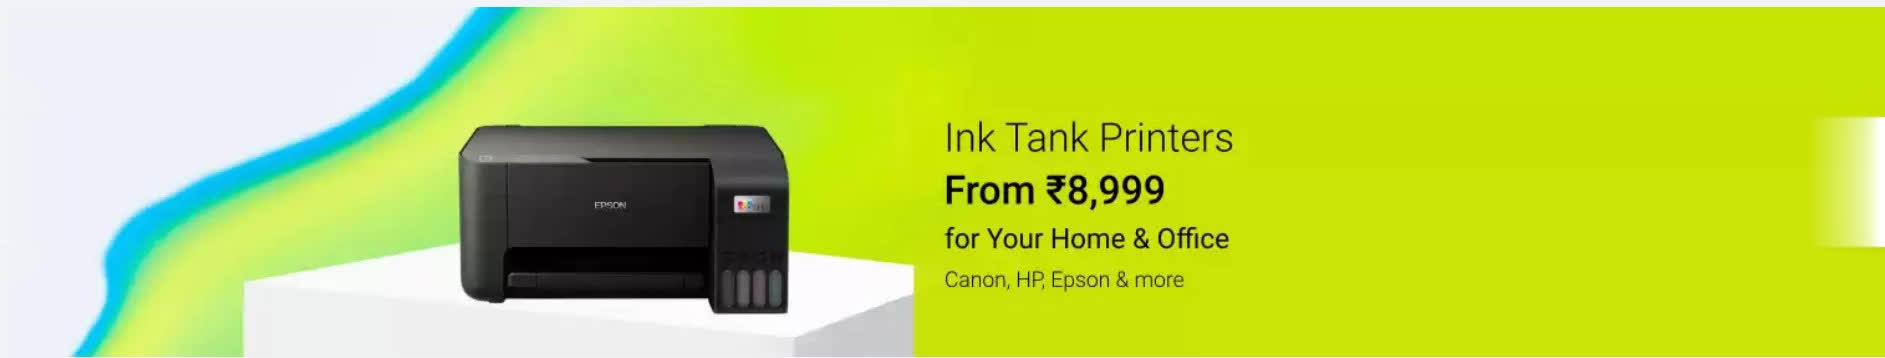 Ink Tank Printers
From ₹8,999
for Your Home & Office
Canon, HP, Epson & more
EPSON